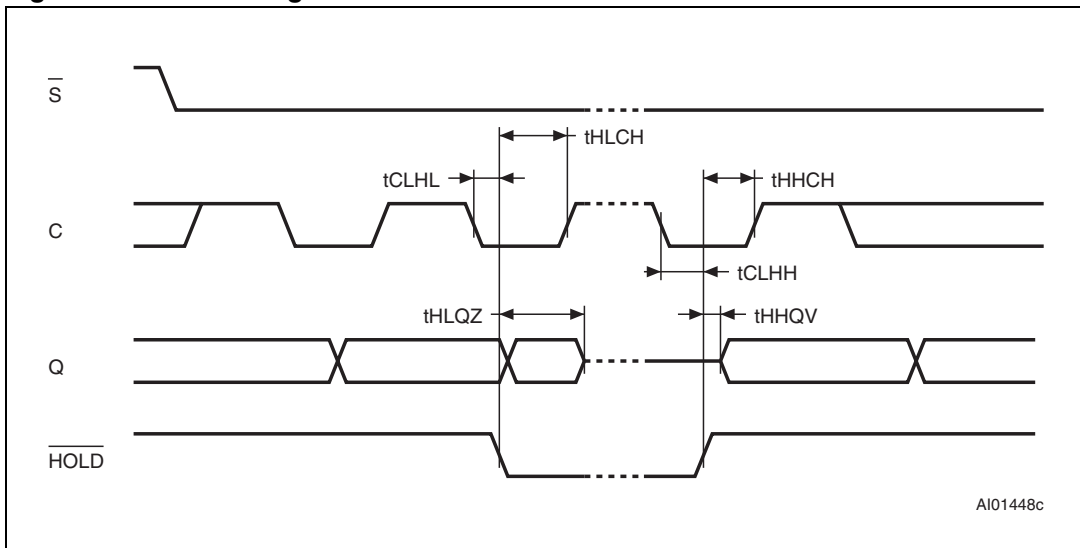 S
tHLCH
tCLHL
tHHCH
C
tCLHH
tHLQZ
tHHQV
Q
HOLD
AI01448c